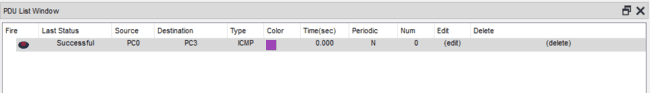 PDU List Window
Fire Last Status Source Destination Type Color Time(sec) Periodic Num Edit Delete
Successful PC0 PC3 ICMP 0.000 N 0 (edit) (delete)